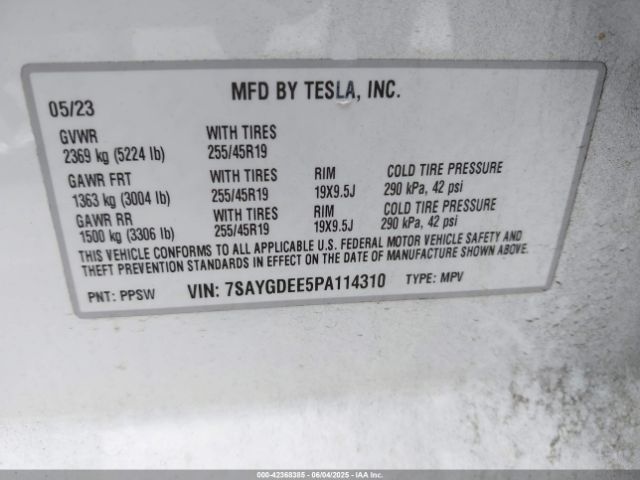 MFD BY TESLA, INC.
05/23
GVWR WITH TIRES
2369 kg (5224 lb) 255/45R19
GAWR FRT WITH TIRES RIM COLD TIRE PRESSURE
1363 kg (3004 lb) 255/45R19 19X9.5J 290 kPa, 42 psi
GAWR RR WITH TIRES RIM COLD TIRE PRESSURE
1500 kg (3306 lb) 255/45R19 19X9.5J 290 kPa, 42 psi
THIS VEHICLE CONFORMS TO ALL APPLICABLE U.S. FEDERAL MOTOR VEHICLE SAFETY AND
THEFT PREVENTION STANDARDS IN EFFECT ON THE DATE OF MANUFACTURE SHOWN ABOVE.
PNT: PPSW VIN: 7SAYGDEE5PA114310 TYPE: MPV
000-42368385 | 06/04/2025 | IAA Inc.